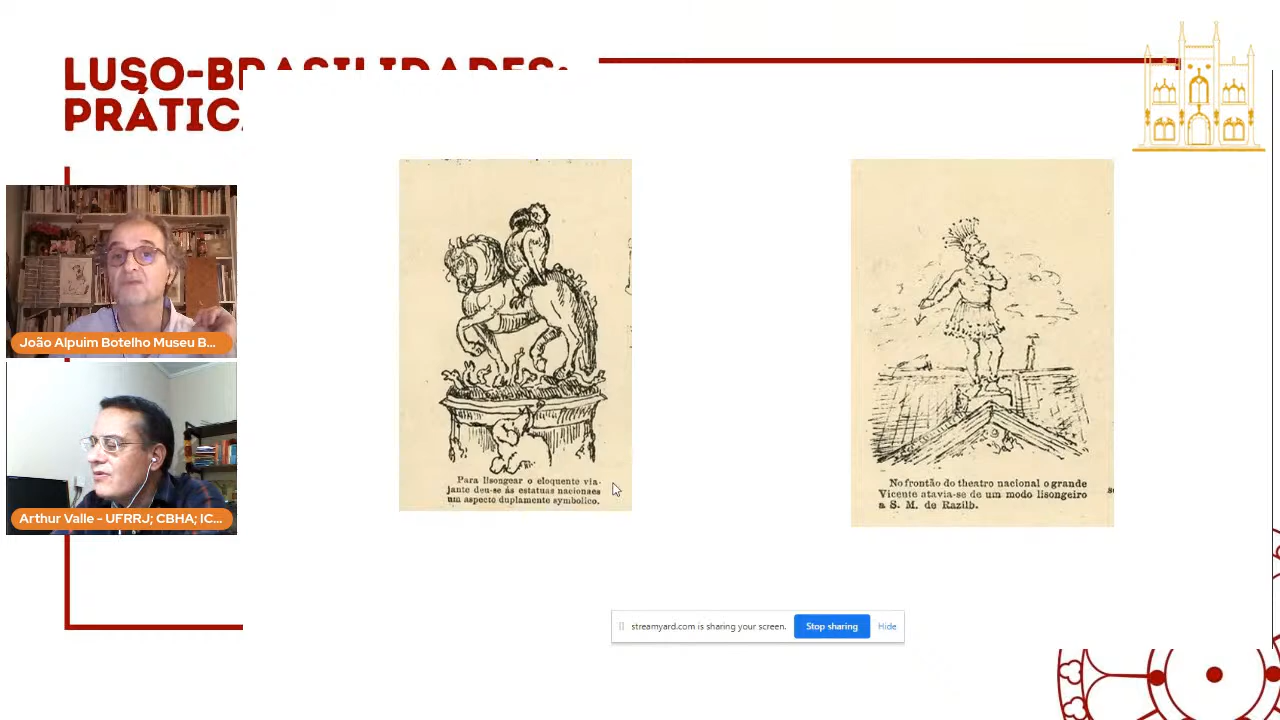 LUSO-BRASILIDADES:
PRÁTIC
João Alpuim Botelho Museu B...
Arthur Valle - UFRRJ; CBHA; IC...
Para lisongear o eloquente via-
jante deu-se ás estatuas nacionaes
um aspecto duplamente symbolico.
No frontão do theatro nacional o grande
Vicente atavia-se de um modo lisongeiro
a S. M. de Razilb.
streamyard.com is sharing your screen.
Stop sharing
Hide